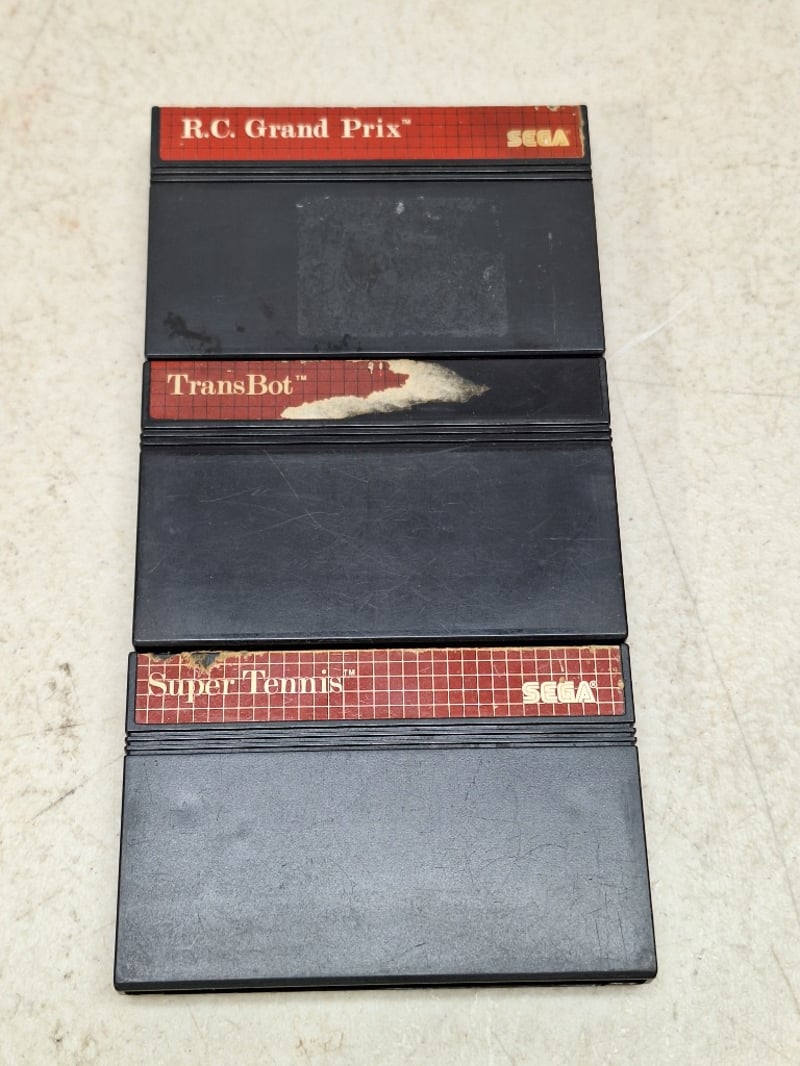 R.C. Grand Prix™
SEGA
TransBot™
Super Tennis™
SEGA®